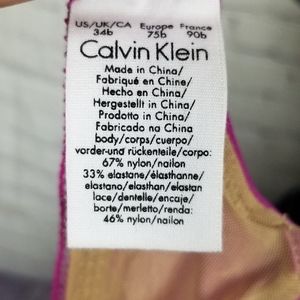 US/UK/CA Europe France
34b 75b 90b
Calvin Klein
Made in China/
Fabriqué en Chine/
Hecho en China/
Hergestellt in China/
Prodotto in China/
Fabricado na China
body/corps/cuerpo/
vorder-und rückenteile/corpo:
67% nylon/nailon
33% elastane/élasthanne/
elastano/elasthan/elastan
lace/dentelle/encaje/
borte/merletto/renda:
46% nylon/nailon